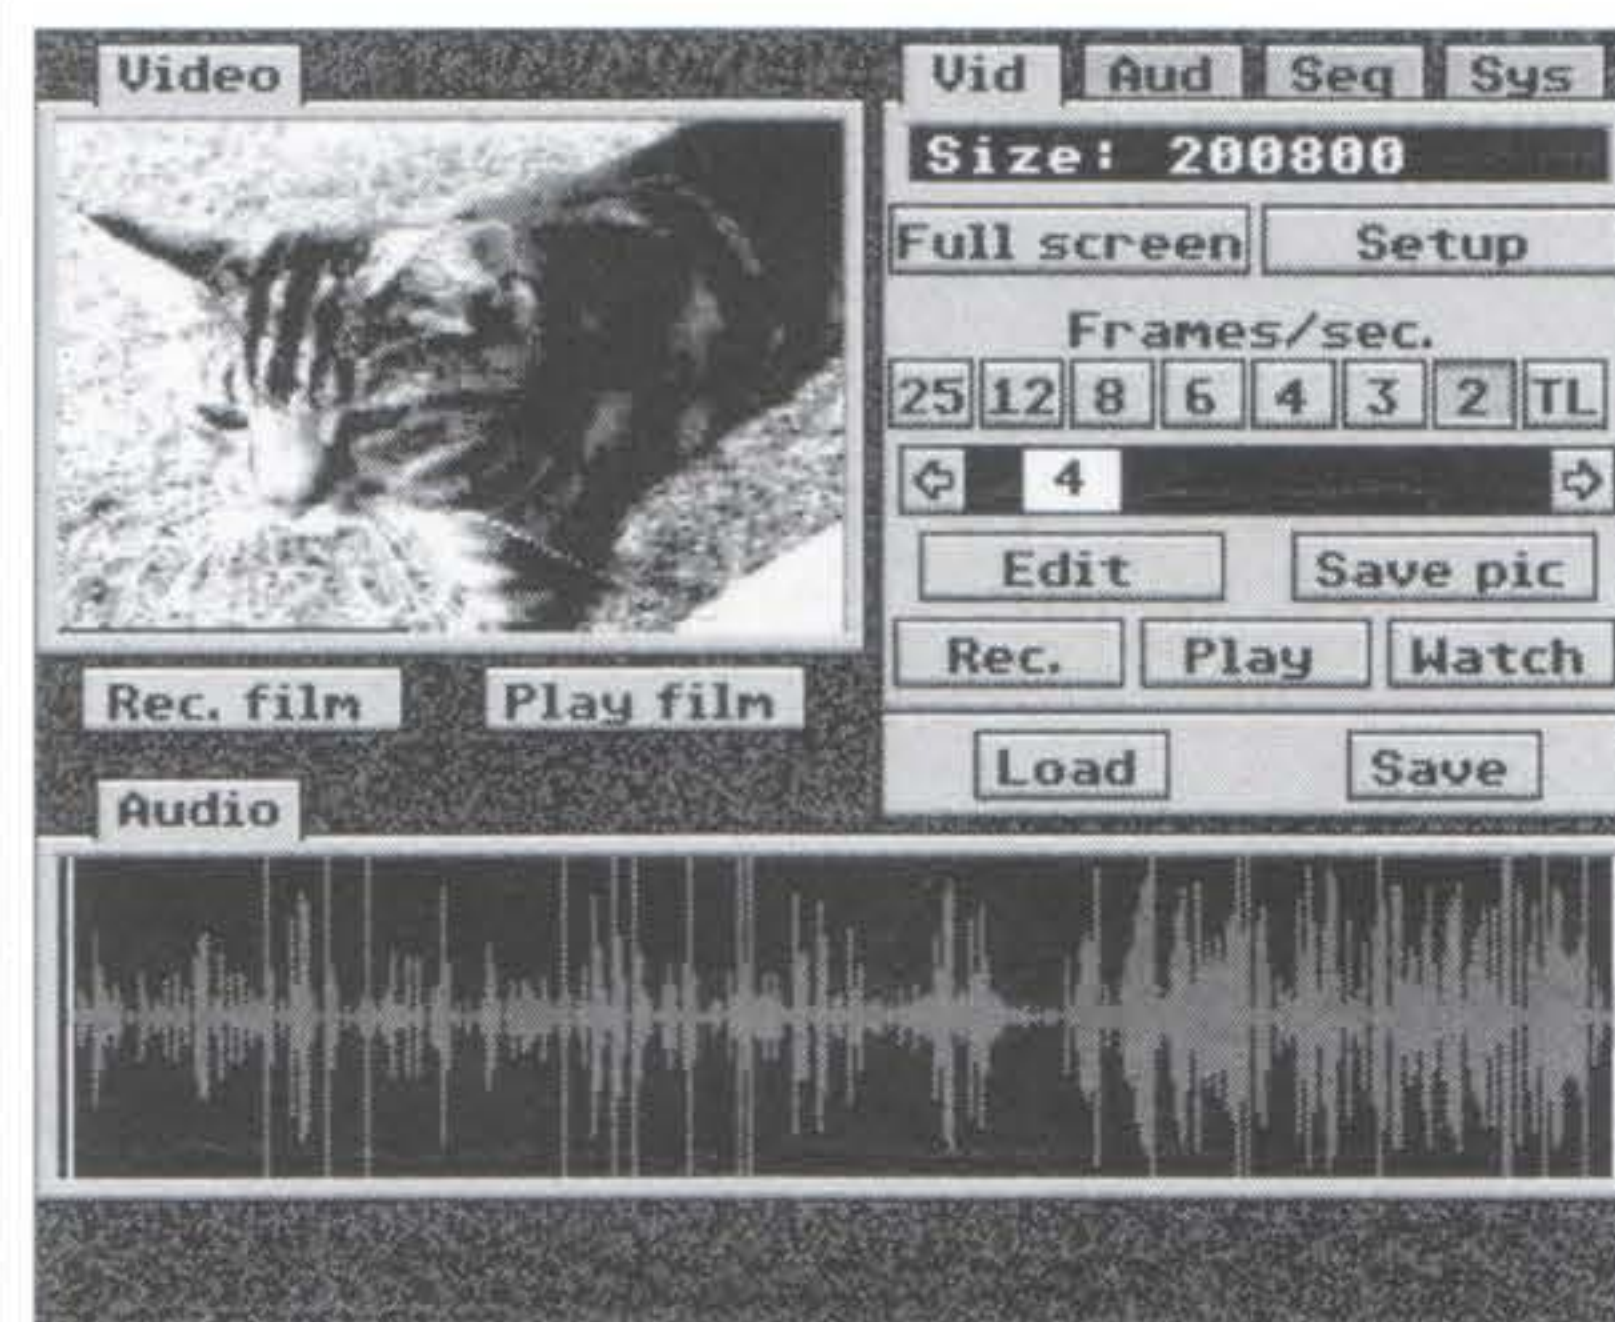 Video
Vid Aud Seq Sys
Size: 200800
Full screen Setup
Frames/sec.
25 12 8 6 4 3 2 TL
4
Edit Save pic
Rec. Play Watch
Rec. film Play film
Load Save
Audio